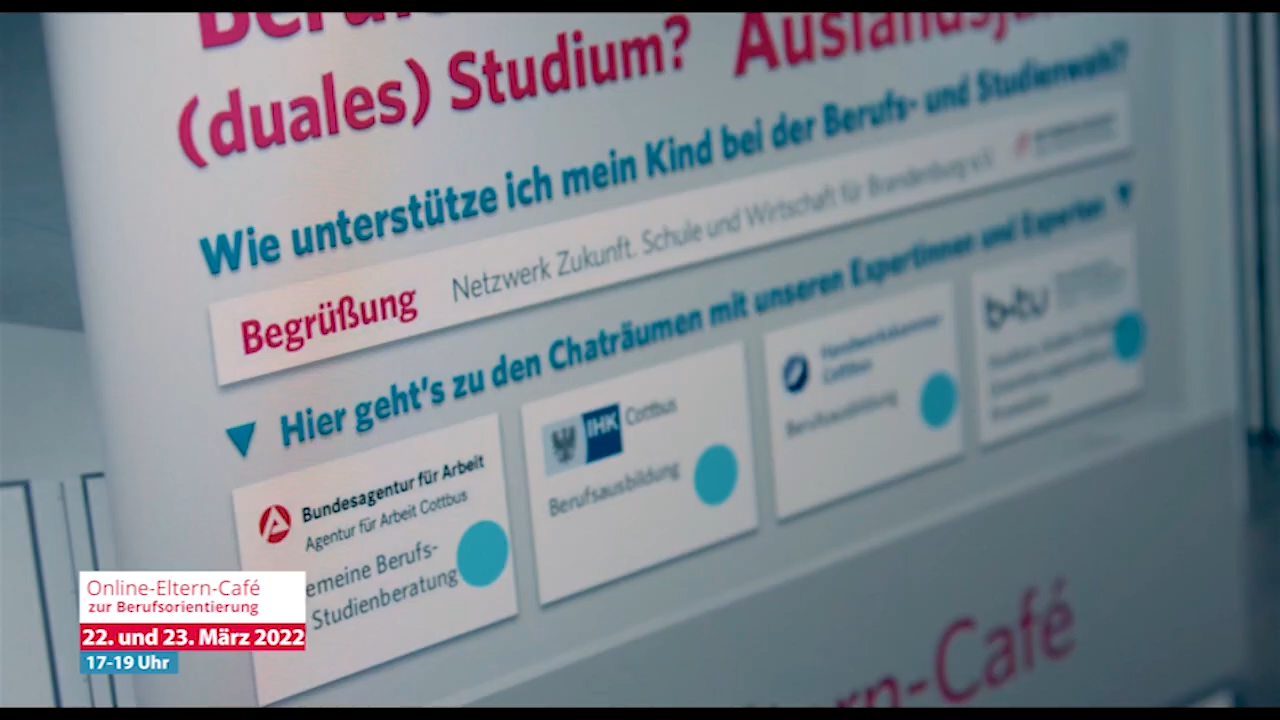 (duales) Studium?
Wie unterstütze ich mein Kind bei der Berufs- und Studienwahl?
Begrüßung Netzwerk Zukunft. Schule und Wirtschaft für Brandenburg e.V.
Hier geht's zu den Chaträumen mit unseren Expertinnen und Experten
Bundesagentur für Arbeit
Agentur für Arbeit Cottbus
emeine Berufs-
Studienberatung
IHK Cottbus
Berufsausbildung
Handwerkskammer
Cottbus
Berufsausbildung
b-tu
tern-Café
Online-Eltern-Café
zur Berufsorientierung
22. und 23. März 2022
17-19 Uhr